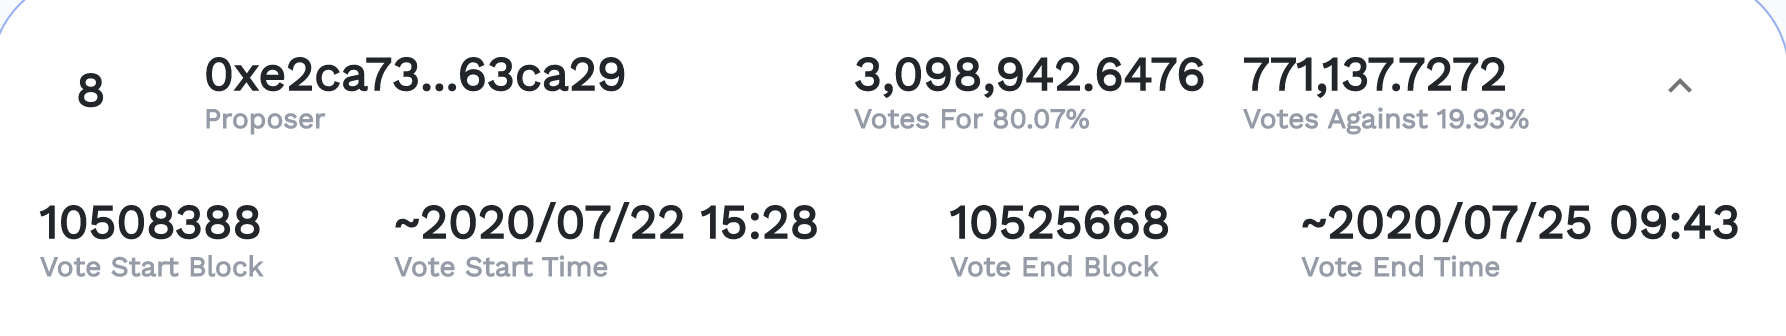 8 0xe2ca73...63ca29 3,098,942.6476 771,137.7272
Proposer Votes For 80.07% Votes Against 19.93%
10508388 ~2020/07/22 15:28 10525668 ~2020/07/25 09:43
Vote Start Block Vote Start Time Vote End Block Vote End Time